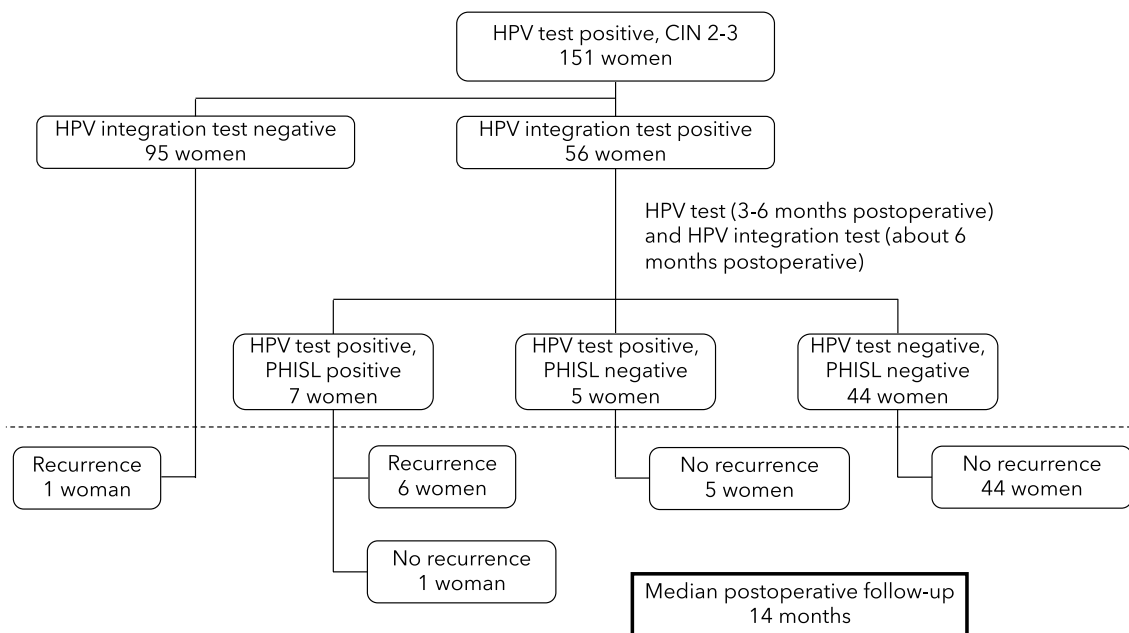 HPV test positive, CIN 2-3
151 women
HPV integration test negative
95 women
HPV integration test positive
56 women
HPV test (3-6 months postoperative)
and HPV integration test (about 6
months postoperative)
HPV test positive,
PHISL positive
7 women
HPV test positive,
PHISL negative
5 women
HPV test negative,
PHISL negative
44 women
Recurrence
1 woman
Recurrence
6 women
No recurrence
5 women
No recurrence
44 women
No recurrence
1 woman
Median postoperative follow-up
14 months